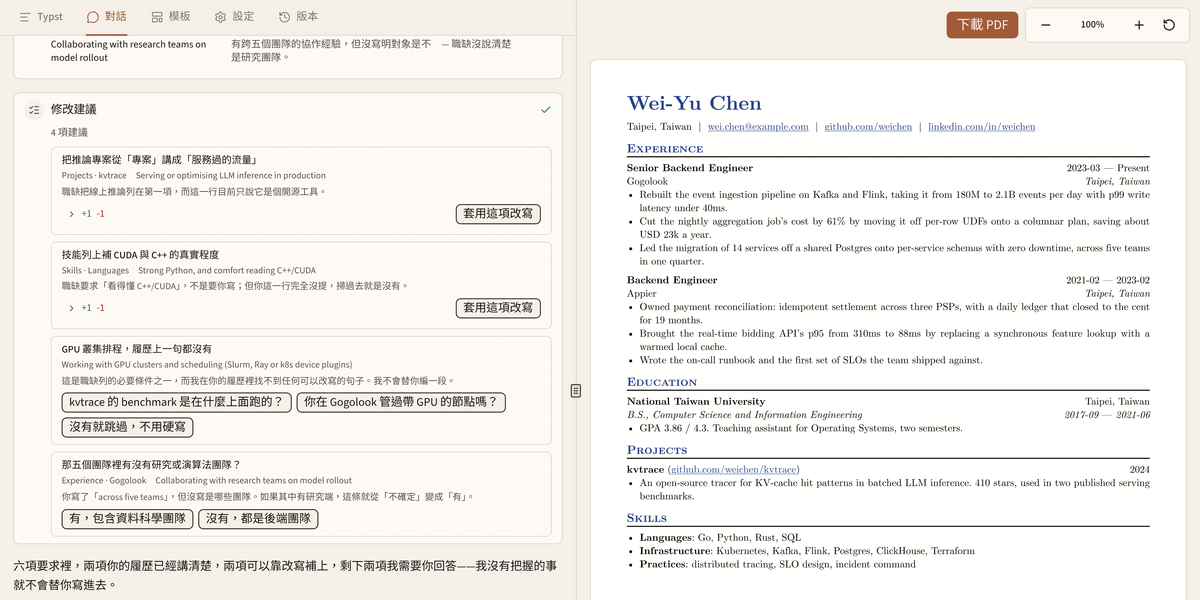 Typst
對話
模板
設定
版本
下載 PDF
100%
Collaborating with research teams on
model rollout
有跨五個團隊的協作經驗，但沒寫明對象是不
是研究團隊。
— 職缺沒說清楚
修改建議
4 項建議
把推論專案從「專案」講成「服務過的流量」
Projects · kvtrace Serving or optimising LLM inference in production
職缺把線上推論列在第一項，而這一行目前只說它是個開源工具。
+1 -1
套用這項改寫
技能列上補 CUDA 與 C++ 的真實程度
Skills · Languages Strong Python, and comfort reading C++/CUDA
職缺要求「看得懂 C++/CUDA」，不是要你寫；但你這一行完全沒提，掃過去就是沒有。
+1 -1
套用這項改寫
GPU 叢集排程，履歷上一句都沒有
Working with GPU clusters and scheduling (Slurm, Ray or k8s device plugins)
這是職缺列的必要條件之一，而我在你的履歷裡找不到任何可以改寫的句子。我不會替你編一段。
kvtrace 的 benchmark 是在什麼上面跑的？
你在 Gogolook 管過帶 GPU 的節點嗎？
沒有就跳過，不用硬寫
那五個團隊裡有沒有研究或演算法團隊？
Experience · Gogolook Collaborating with research teams on model rollout
你寫了「across five teams」，但沒寫是哪些團隊。如果其中有研究端，這條就從「不確定」變成「有」。
有，包含資料科學團隊
沒有，都是後端團隊
六項要求裡，兩項你的履歷已經講清楚，兩項可以靠改寫補上，剩下兩項我需要你回答——我沒有把握的事
就不會替你寫進去。
Wei-Yu Chen
Taipei, Taiwan | wei.chen@example.com | github.com/weichen | linkedin.com/in/weichen
Experience
Senior Backend Engineer 2023-03 — Present
Gogolook Taipei, Taiwan
• Rebuilt the event ingestion pipeline on Kafka and Flink, taking it from 180M to 2.1B events per day with p99 write
latency under 40ms.
• Cut the nightly aggregation job's cost by 61% by moving it off per-row UDFs onto a columnar plan, saving about
USD 23k a year.
• Led the migration of 14 services off a shared Postgres onto per-service schemas with zero downtime, across five teams
in one quarter.
Backend Engineer 2021-02 — 2023-02
Appier Taipei, Taiwan
• Owned payment reconciliation: idempotent settlement across three PSPs, with a daily ledger that closed to the cent
for 19 months.
• Brought the real-time bidding API's p95 from 310ms to 88ms by replacing a synchronous feature lookup with a
warmed local cache.
• Wrote the on-call runbook and the first set of SLOs the team shipped against.
Education
National Taiwan University Taipei, Taiwan
B.S., Computer Science and Information Engineering 2017-09 — 2021-06
• GPA 3.86 / 4.3. Teaching assistant for Operating Systems, two semesters.
Projects
kvtrace (github.com/weichen/kvtrace) 2024
• An open-source tracer for KV-cache hit patterns in batched LLM inference. 410 stars, used in two published serving
benchmarks.
Skills
• Languages: Go, Python, Rust, SQL
• Infrastructure: Kubernetes, Kafka, Flink, Postgres, ClickHouse, Terraform
• Practices: distributed tracing, SLO design, incident command